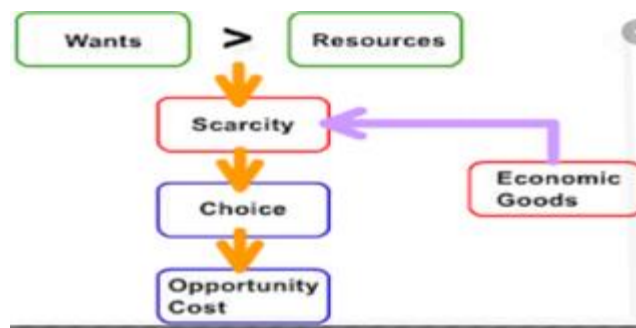 Wants > Resources
Scarcity
Economic
Goods
Choice
Opportunity
Cost